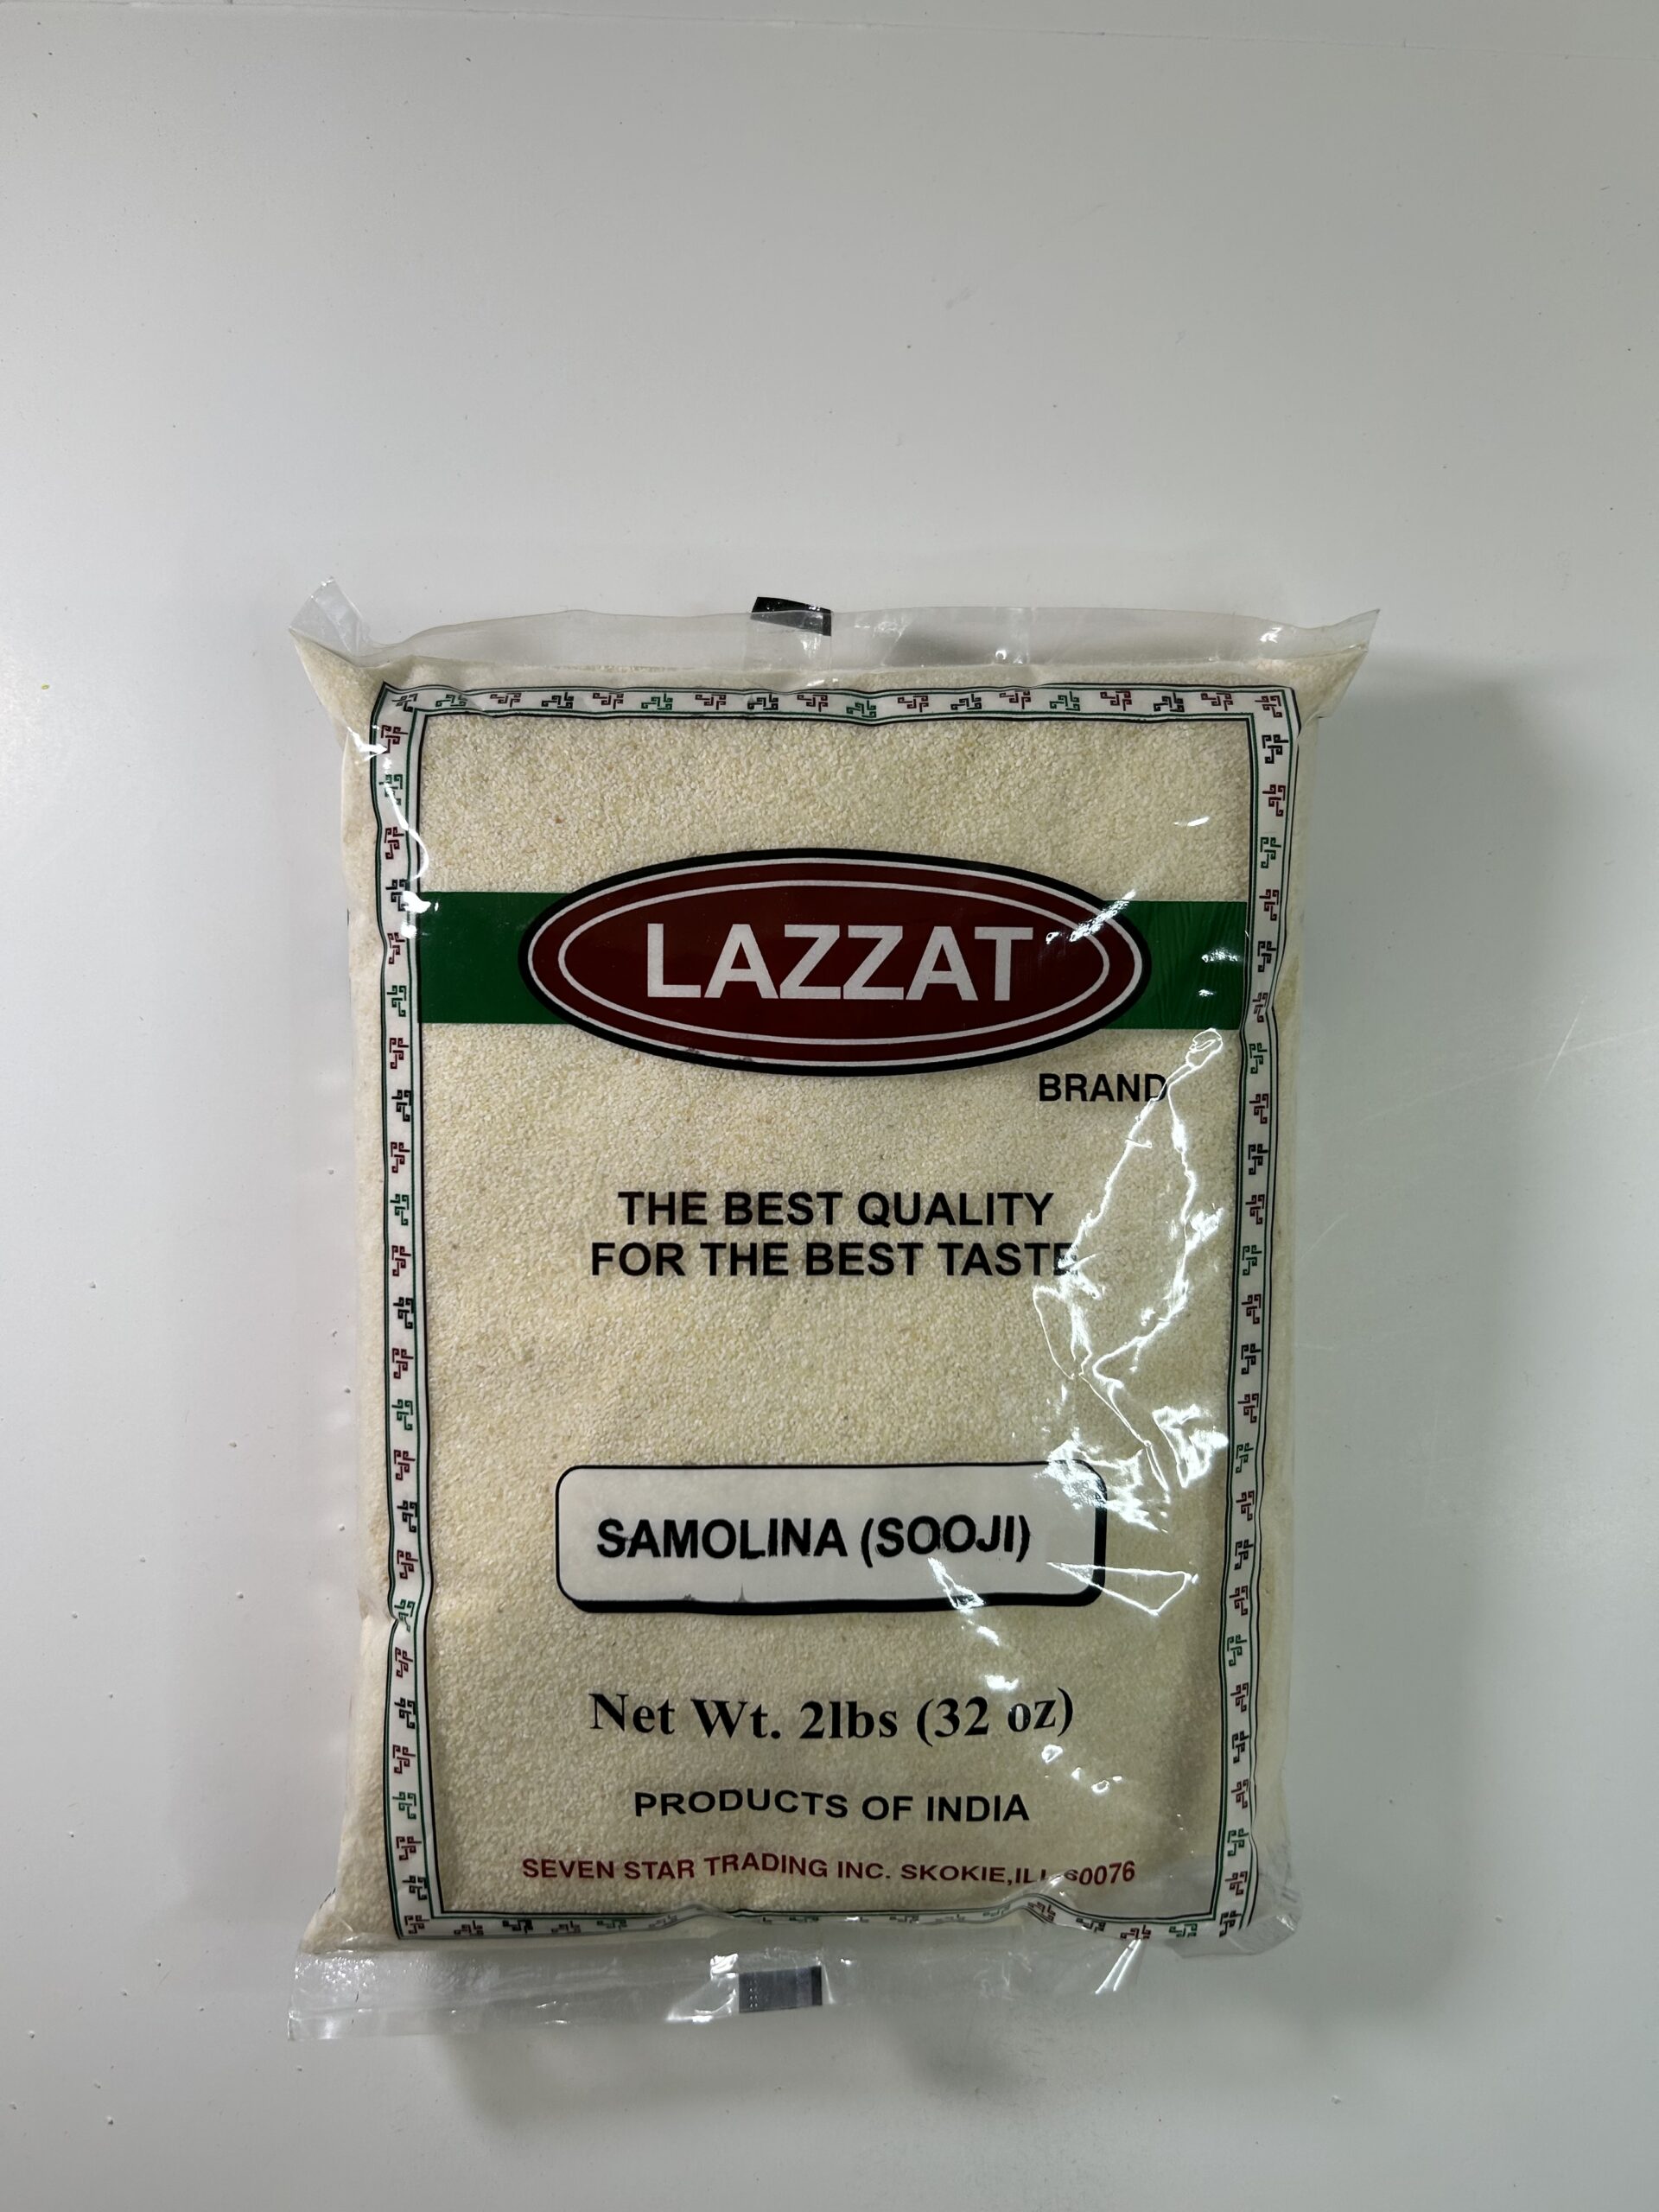 LAZZAT
BRAND
THE BEST QUALITY
FOR THE BEST TASTE
SAMOLINA (SOOJI)
Net Wt. 2lbs (32 oz)
PRODUCTS OF INDIA
SEVEN STAR TRADING INC. SKOKIE,ILL 60076